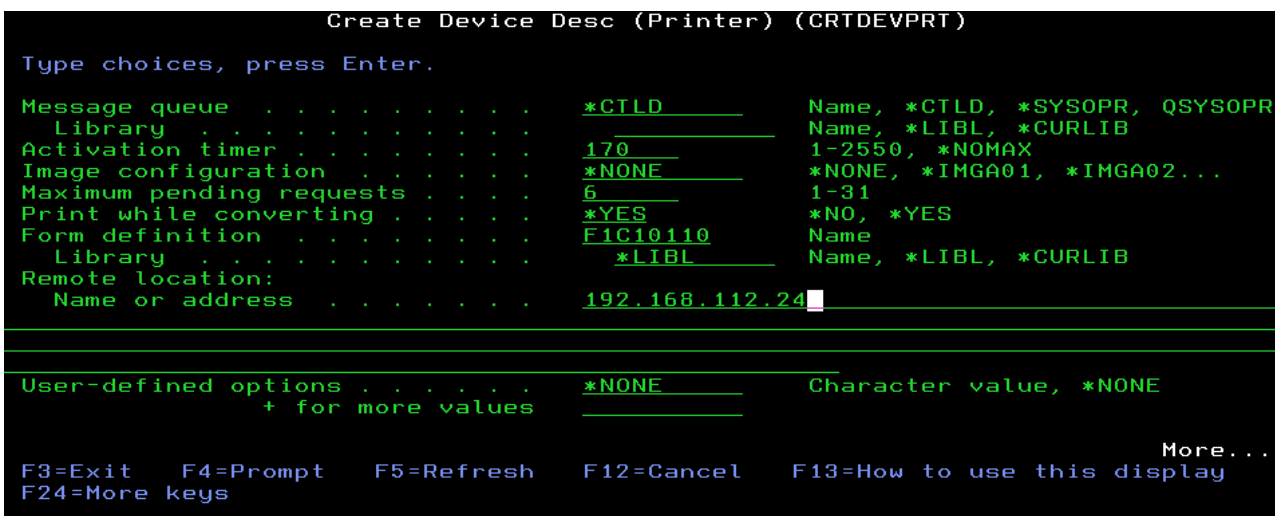 Create Device Desc (Printer) (CRTDEVPRT)
Type choices, press Enter.
Message queue . . . . . . . . . *CTLD Name, *CTLD, *SYSOPR, QSYSOPR
Library . . . . . . . . . . . Name, *LIBL, *CURLIB
Activation timer . . . . . . . . 170 1-2550, *NOMAX
Image configuration . . . . . . *NONE *NONE, *IMGA01, *IMGA02...
Maximum pending requests . . . . 6 1-31
Print while converting . . . . . *YES *NO, *YES
Form definition . . . . . . . . F1C10110 Name
Library . . . . . . . . . . . *LIBL Name, *LIBL, *CURLIB
Remote location:
Name or address . . . . . . . 192.168.112.24
User-defined options . . . . . . *NONE Character value, *NONE
+ for more values
More...
F3=Exit F4=Prompt F5=Refresh F12=Cancel F13=How to use this display
F24=More keys